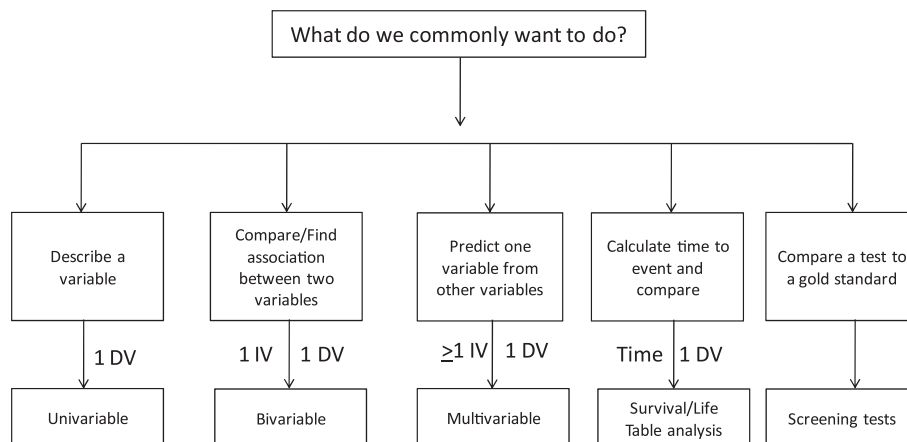 What do we commonly want to do?
Describe a
variable
Compare/Find
association
between two
variables
Predict one
variable from
other variables
Calculate time to
event and
compare
Compare a test to
a gold standard
1 DV
1 IV 1 DV
≥1 IV 1 DV
Time 1 DV
Univariable
Bivariable
Multivariable
Survival/Life
Table analysis
Screening tests